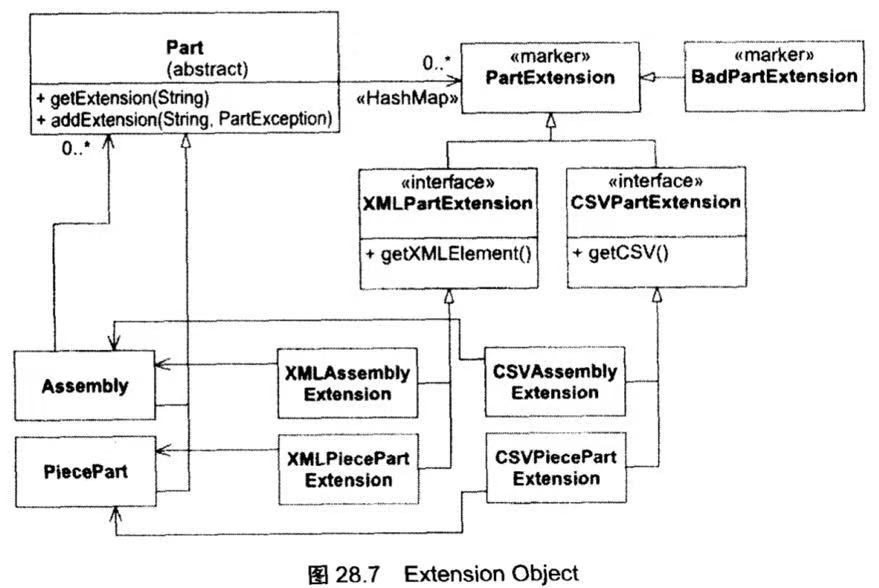 Part
(abstract)
+ getExtension(String)
+ addExtension(String, PartException)
0..*
0..*
«HashMap»
«marker»
PartExtension
«marker»
BadPartExtension
«interface»
XMLPartExtension
+ getXMLElement()
«interface»
CSVPartExtension
+ getCSV()
Assembly
XMLAssembly
Extension
CSVAssembly
Extension
PiecePart
XMLPiecePart
Extension
CSVPiecePart
Extension
图 28.7 Extension Object